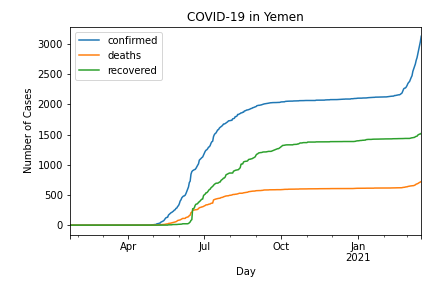 COVID-19 in Yemen
confirmed
deaths
recovered
Number of Cases
3000
2500
2000
1500
1000
500
0
Apr
Jul
Oct
Jan
2021
Day